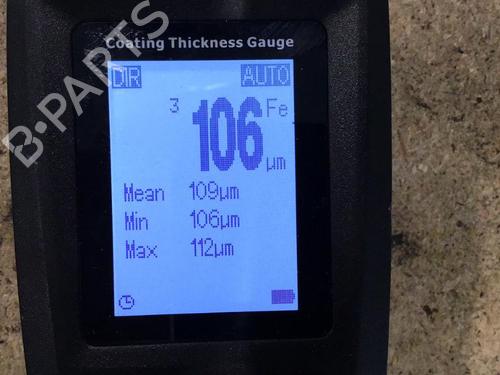 B-PARTS
Coating Thickness Gauge
DIR AUTO
3 106 Fe
µm
Mean 109µm
Min 106µm
Max 112µm